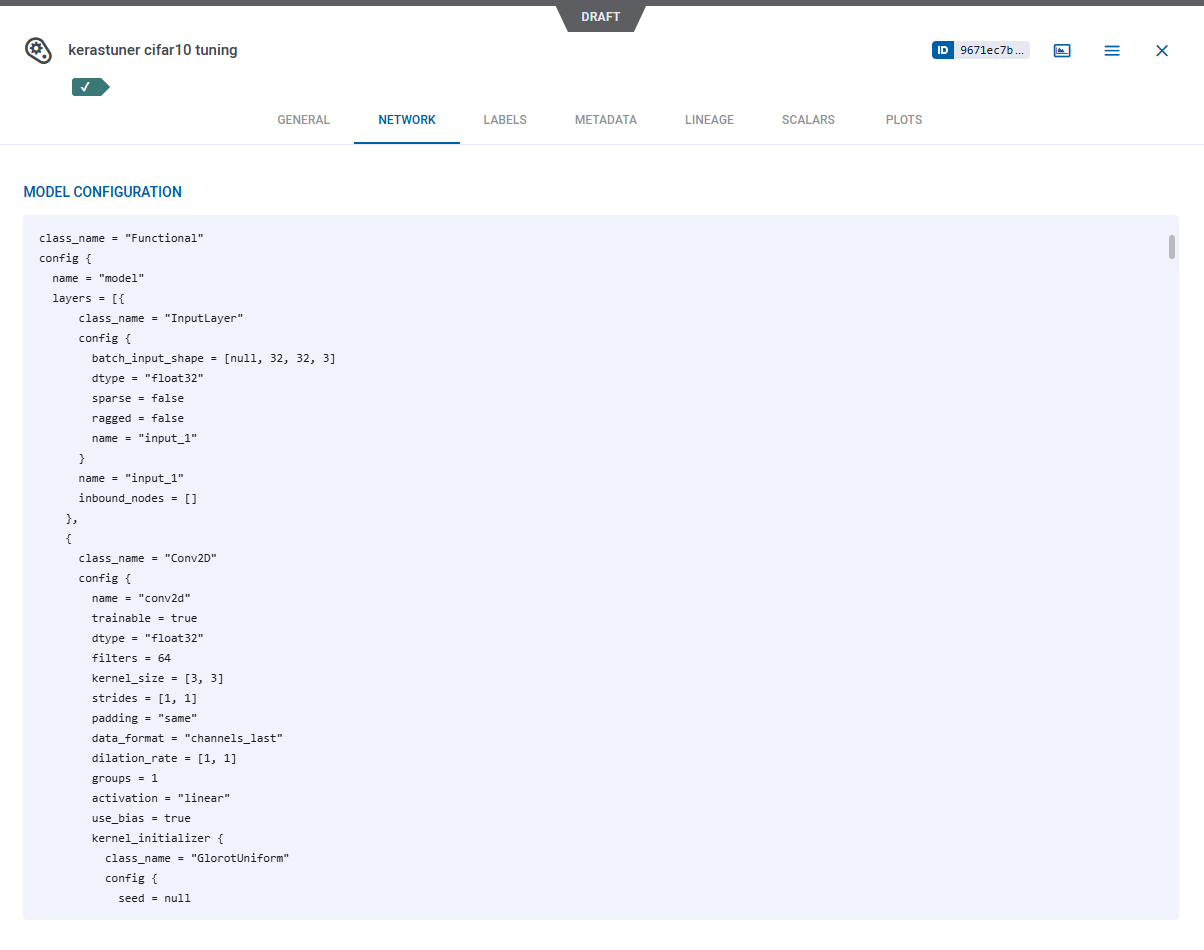 DRAFT
kerastuner cifar10 tuning
ID 9671ec7b...
GENERAL NETWORK LABELS METADATA LINEAGE SCALARS PLOTS
MODEL CONFIGURATION
class_name = "Functional"
config {
  name = "model"
  layers = [{
      class_name = "InputLayer"
      config {
        batch_input_shape = [null, 32, 32, 3]
        dtype = "float32"
        sparse = false
        ragged = false
        name = "input_1"
      }
      name = "input_1"
      inbound_nodes = []
    },
    {
      class_name = "Conv2D"
      config {
        name = "conv2d"
        trainable = true
        dtype = "float32"
        filters = 64
        kernel_size = [3, 3]
        strides = [1, 1]
        padding = "same"
        data_format = "channels_last"
        dilation_rate = [1, 1]
        groups = 1
        activation = "linear"
        use_bias = true
        kernel_initializer {
          class_name = "GlorotUniform"
          config {
            seed = null